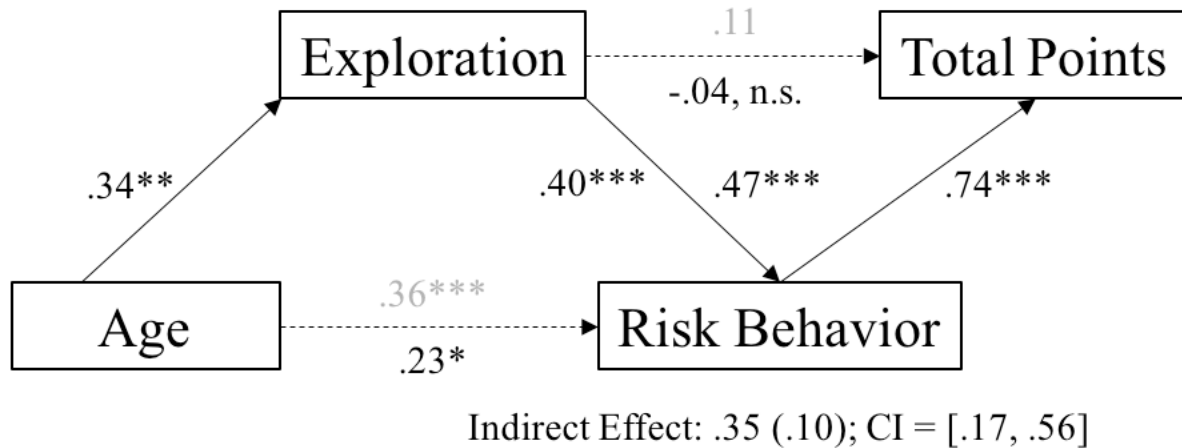 .11
Exploration
Total Points
-.04, n.s.
.34**
.40***
.47***
.74***
.36***
Age
Risk Behavior
.23*
Indirect Effect: .35 (.10); CI = [.17, .56]